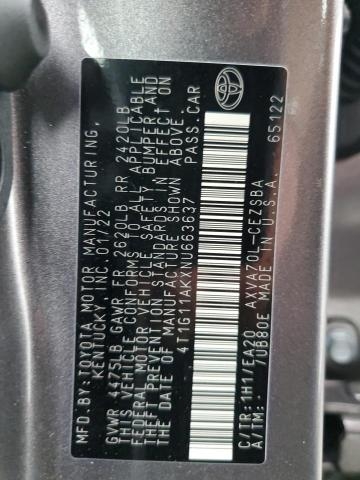 MFD.BY:TOYOTA MOTOR MANUFACTURING,
KENTUCKY, INC. 01/22
GVWR 4475LB GAWR FR 2620LB RR 2420LB
THIS VEHICLE CONFORMS TO ALL APPLICABLE
FEDERAL MOTOR VEHICLE SAFETY, BUMPER AND
THEFT PREVENTION STANDARDS IN EFFECT ON
THE DATE OF MANUFACTURE SHOWN ABOVE.
4T1G11AKXNU663637 PASS.CAR
C/TR: 1H1/EA20 AXVA70L-CEZSBA
A/TM: - /UB80E MADE IN U.S.A. 65122